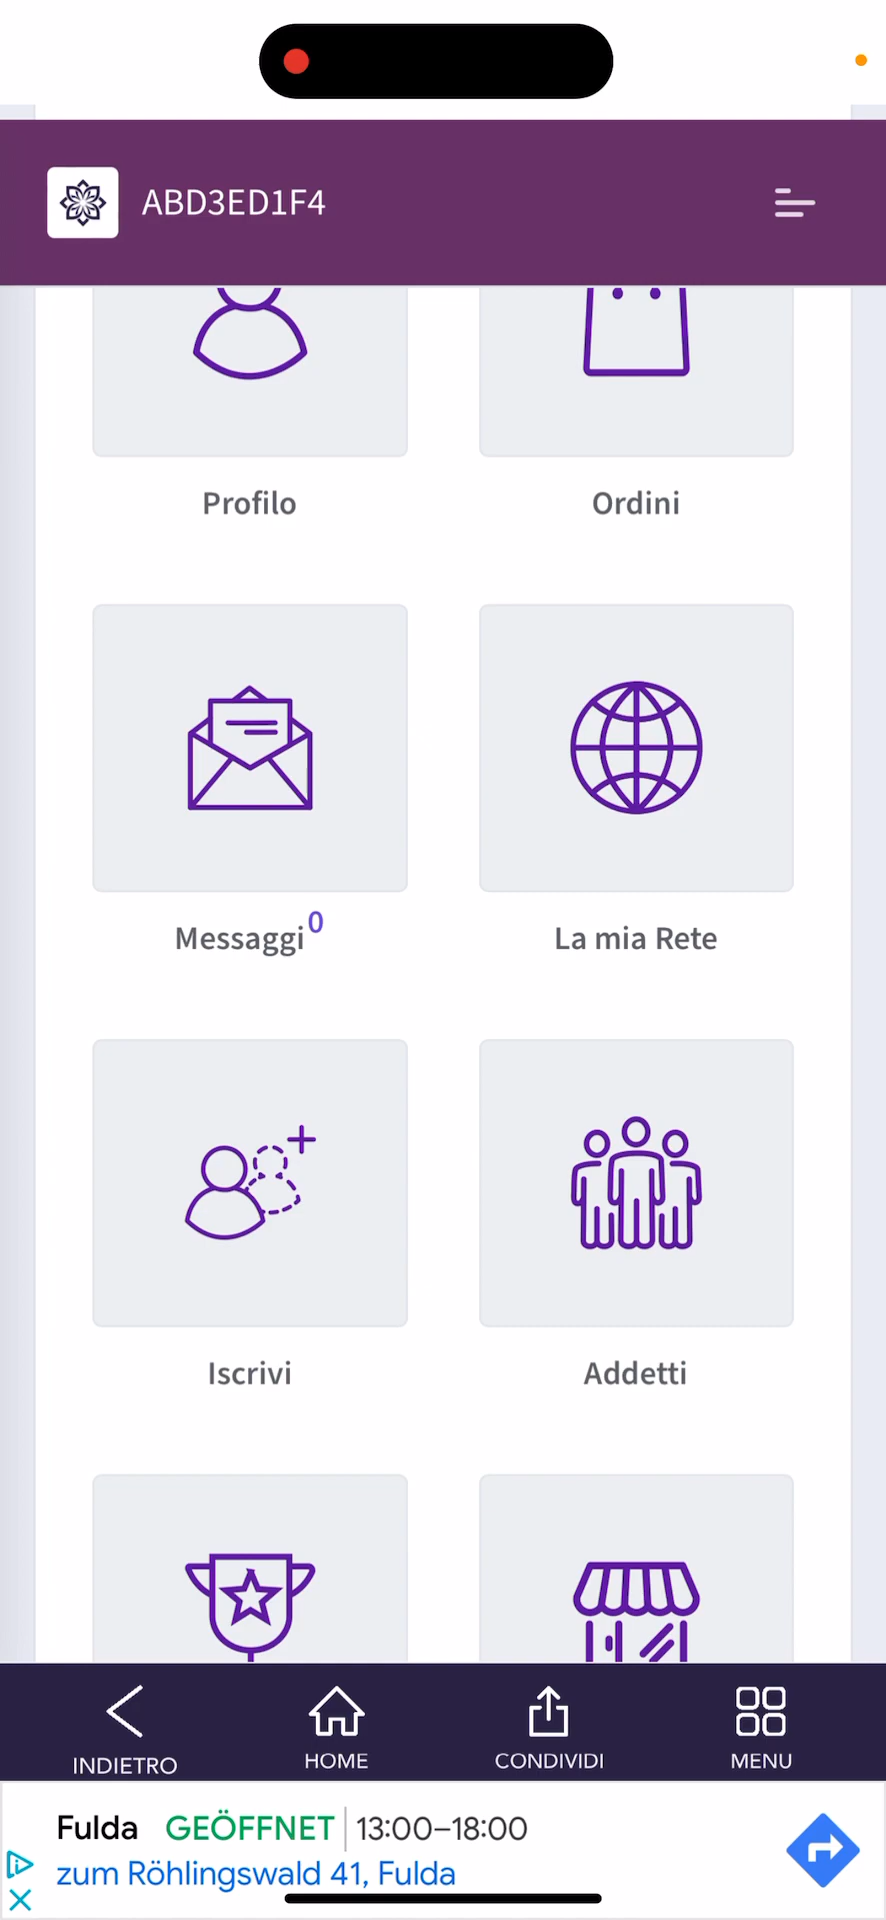 ABD3ED1F4
Profilo
Ordini
Messaggi 0
La mia Rete
Iscrivi
Addetti
INDIETRO
HOME
CONDIVIDI
MENU
Fulda GEÖFFNET 13:00–18:00
zum Röhlingswald 41, Fulda